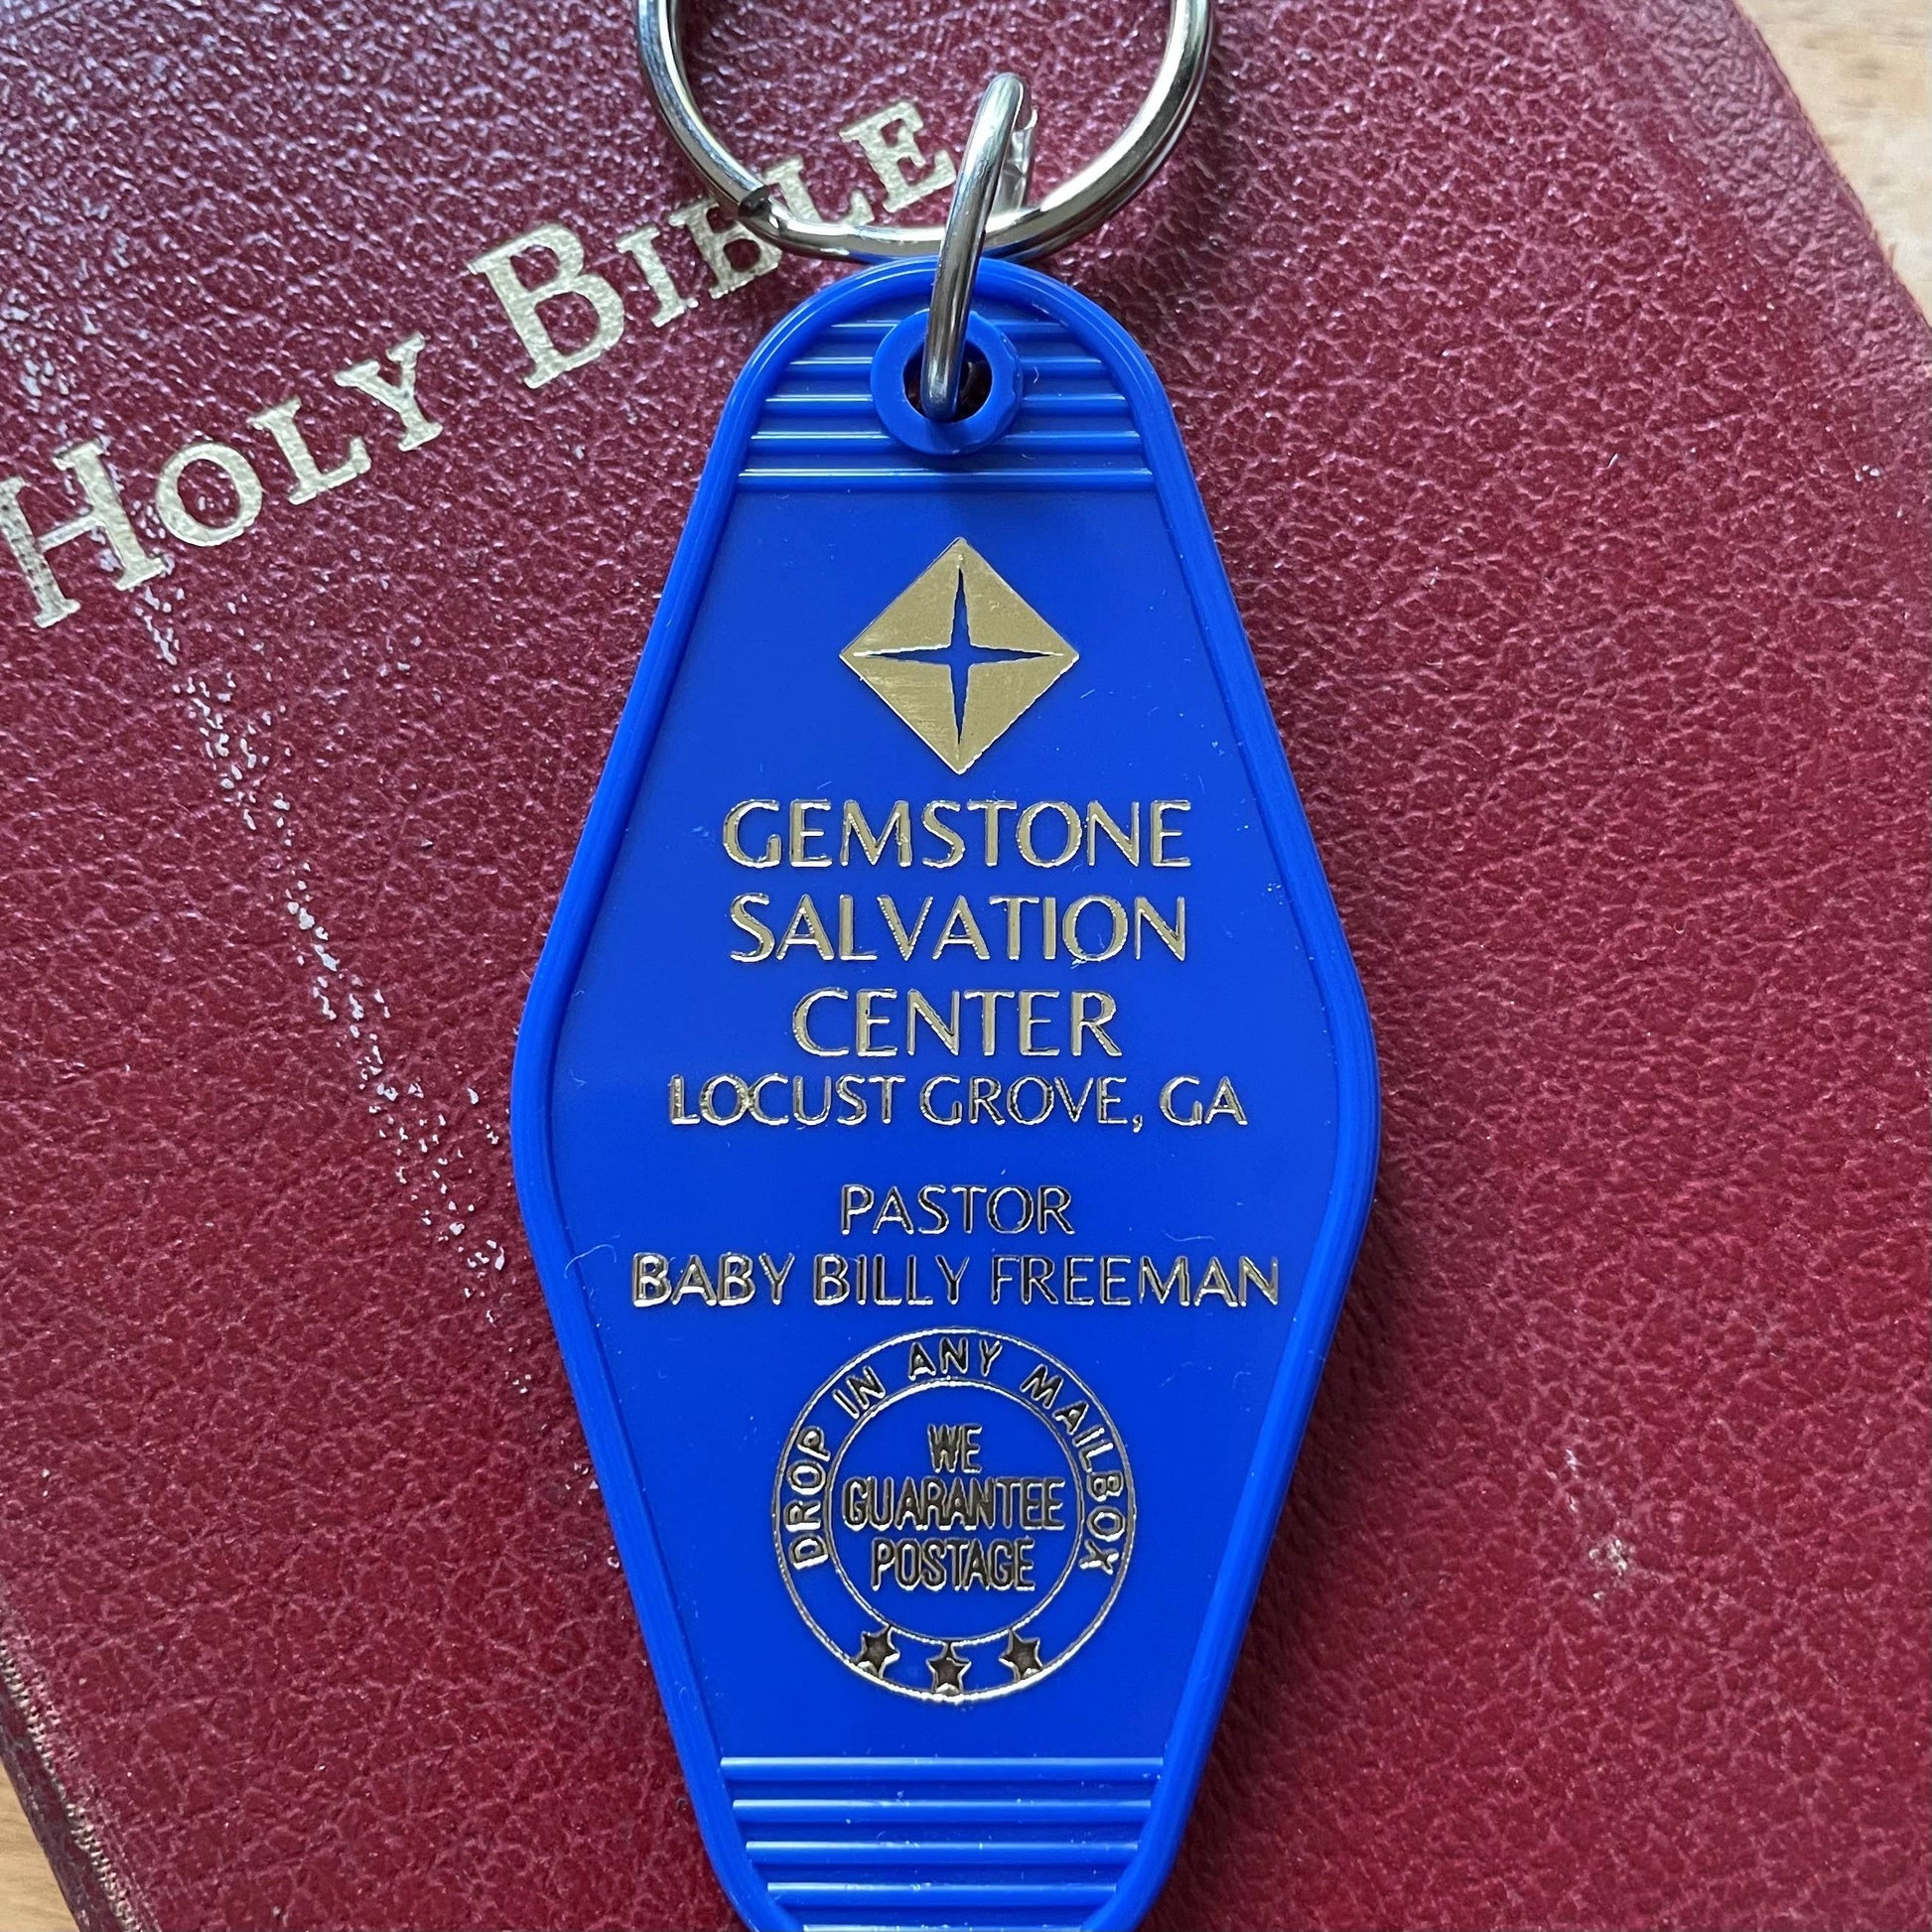 HOLY BIBLE
GEMSTONE
SALVATION
CENTER
LOCUST GROVE, GA
PASTOR
BABY BILLY FREEMAN
DROP IN ANY MAILBOX
WE
GUARANTEE
POSTAGE